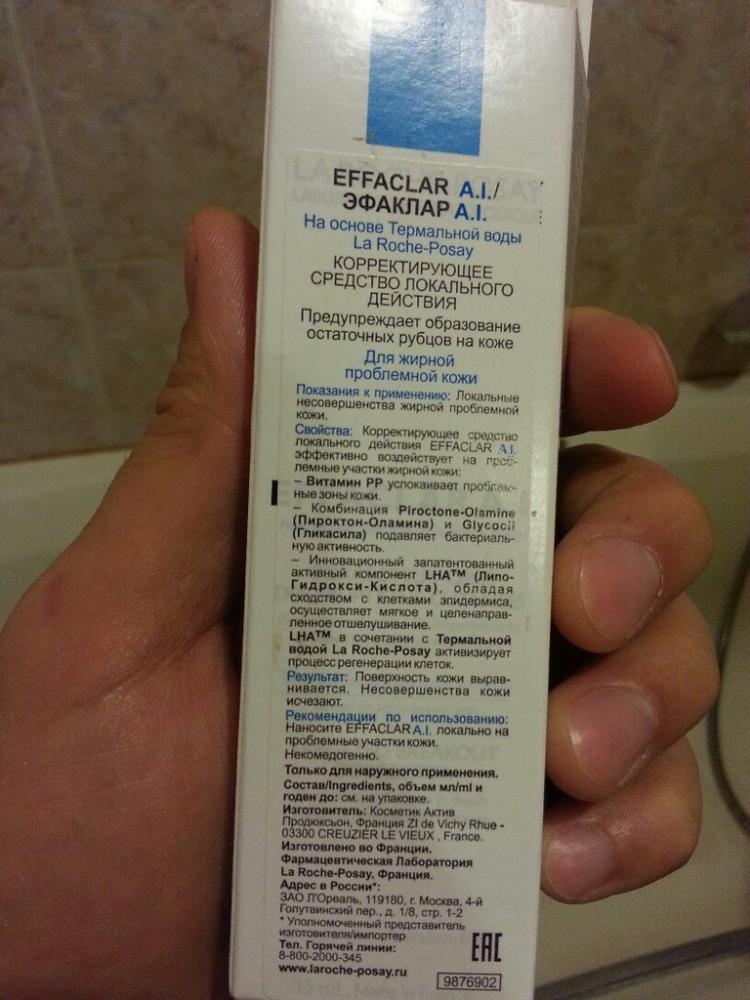 EFFACLAR A.I./
ЭФАКЛАР A.I.
На основе Термальной воды
La Roche-Posay
КОРРЕКТИРУЮЩЕЕ
СРЕДСТВО ЛОКАЛЬНОГО
ДЕЙСТВИЯ
Предупреждает образование
остаточных рубцов на коже
Для жирной
проблемной кожи
Показания к применению: Локальные
несовершенства жирной проблемной
кожи.
Свойства: Корректирующее средство
локального действия EFFACLAR A.I.
эффективно воздействует на проб-
лемные участки жирной кожи:
– Витамин PP успокаивает проблем-
ные зоны кожи.
– Комбинация Piroctone-Olamine
(Пироктон-Оламина) и Glycocil
(Гликасила) подавляет бактериаль-
ную активность.
– Инновационный запатентованный
активный компонент LHA™ (Липо-
Гидрокси-Кислота), обладая
сходством с клетками эпидермиса,
осуществляет мягкое и целенаправ-
ленное отшелушивание.
LHA™ в сочетании с Термальной
водой La Roche-Posay активизирует
процесс регенерации клеток.
Результат: Поверхность кожи вырав-
нивается. Несовершенства кожи
исчезают.
Рекомендации по использованию:
Наносите EFFACLAR A.I. локально на
проблемные участки кожи.
Некомедогенно.
Только для наружного применения.
Состав/Ingredients, объем мл/ml и
годен до: см. на упаковке.
Изготовитель: Косметик Актив
Продюксьон, Франция ZI de Vichy Rhue -
03300 CREUZIER LE VIEUX , France.
Изготовлено во Франции.
Фармацевтическая Лаборатория
La Roche-Posay, Франция.
Адрес в России*:
ЗАО Л'Ореаль, 119180, г. Москва, 4-й
Голутвинский пер., д. 1/8, стр. 1-2
* Уполномоченный представитель
изготовителя/импортер
Тел. Горячей линии:
8-800-2000-345
www.laroche-posay.ru
EAC
9876902